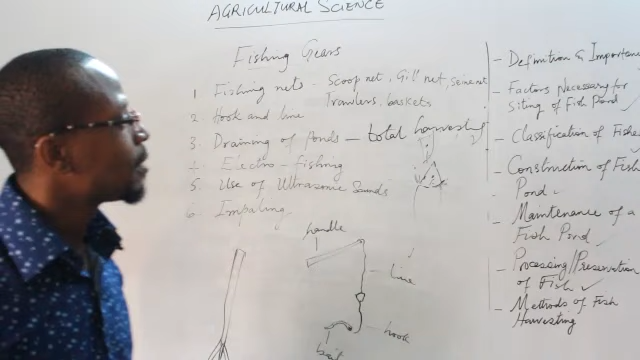 AGRICULTURAL SCIENCE
Fishing Gears
1 Fishing nets - Scoop net, Gill net, seine net
Trawlers, baskets
2. Hook and line
3. Draining of Ponds - total harvesting
4. Electro-fishing
5. Use of Ultrasonic Sounds
6. Impaling
handle
Line
hook
bait
- Definition & Importance
- Factors Necessary for
Siting of Fish Pond
- Classification of Fishes
- Construction of Fish
Pond
- Maintenance of a
Fish Pond
- Processing/Preservation
of Fish
- Methods of Fish
Harvesting